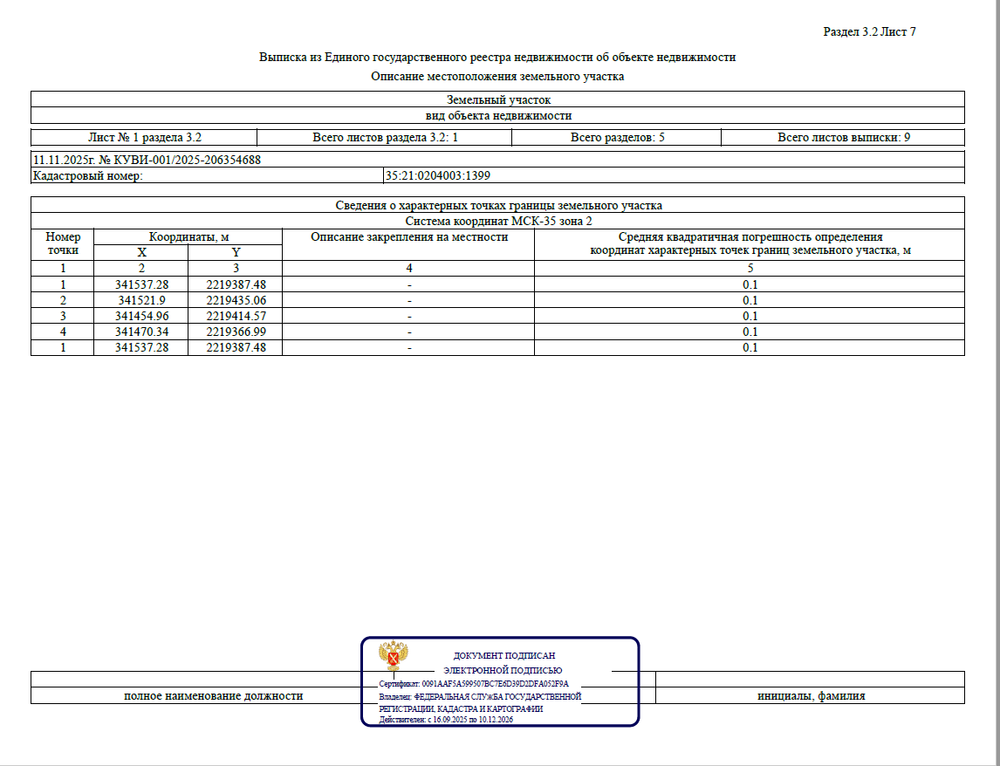 Раздел 3.2 Лист 7
Выписка из Единого государственного реестра недвижимости об объекте недвижимости
Описание местоположения земельного участка
Земельный участок
вид объекта недвижимости
Лист № 1 раздела 3.2 Всего листов раздела 3.2: 1 Всего разделов: 5 Всего листов выписки: 9
11.11.2025г. № КУВИ-001/2025-206354688
Кадастровый номер: 35:21:0204003:1399
Сведения о характерных точках границы земельного участка
Система координат МСК-35 зона 2
Номер точки Координаты, м Описание закрепления на местности Средняя квадратичная погрешность определения
координат характерных точек границ земельного участка, м
X Y
1 2 3 4 5
1 341537.28 2219387.48 - 0.1
2 341521.9 2219435.06 - 0.1
3 341454.96 2219414.57 - 0.1
4 341470.34 2219366.99 - 0.1
1 341537.28 2219387.48 - 0.1
ДОКУМЕНТ ПОДПИСАН
ЭЛЕКТРОННОЙ ПОДПИСЬЮ
Сертификат: 0091AAF5A599507BC7E6D39D2DFA052F9A
Владелец: ФЕДЕРАЛЬНАЯ СЛУЖБА ГОСУДАРСТВЕННОЙ
РЕГИСТРАЦИИ, КАДАСТРА И КАРТОГРАФИИ
Действителен: с 16.09.2025 по 10.12.2026
полное наименование должности инициалы, фамилия